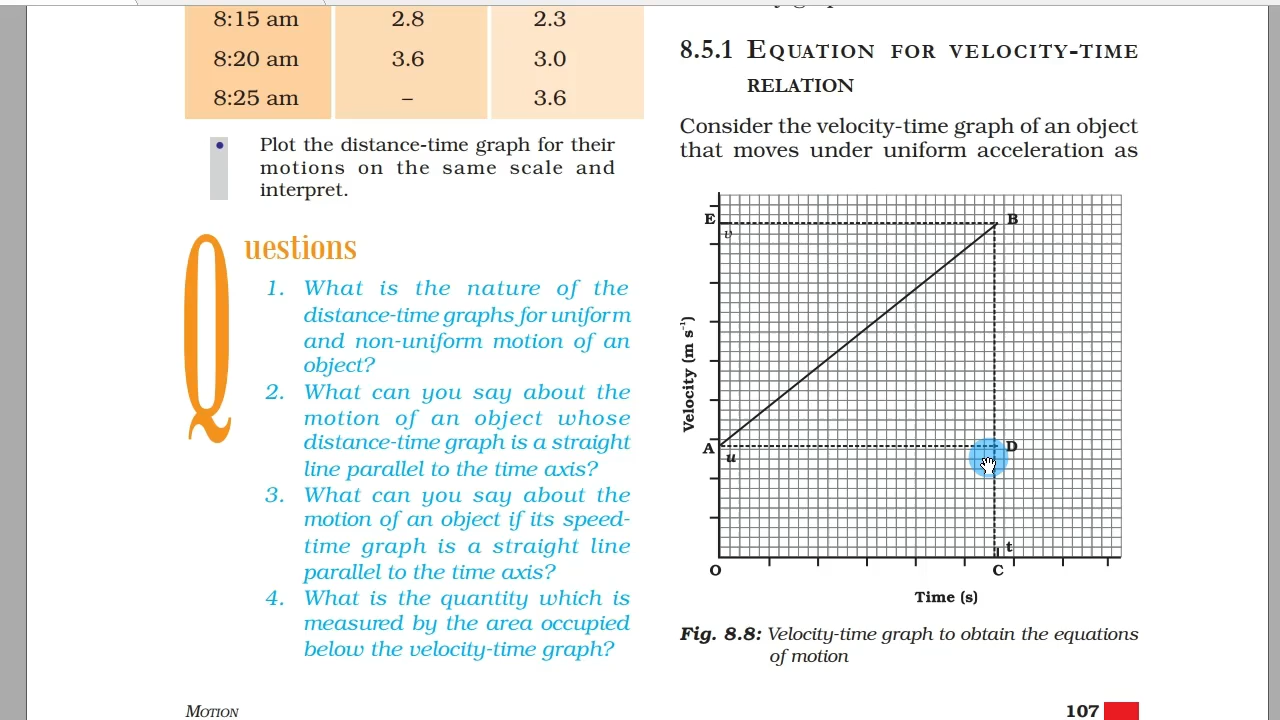 8:15 am 2.8 2.3
8:20 am 3.6 3.0
8:25 am – 3.6
• Plot the distance-time graph for their
motions on the same scale and
interpret.
Questions
1. What is the nature of the
distance-time graphs for uniform
and non-uniform motion of an
object?
2. What can you say about the
motion of an object whose
distance-time graph is a straight
line parallel to the time axis?
3. What can you say about the
motion of an object if its speed-
time graph is a straight line
parallel to the time axis?
4. What is the quantity which is
measured by the area occupied
below the velocity-time graph?
8.5.1 EQUATION FOR VELOCITY-TIME
RELATION
Consider the velocity-time graph of an object
that moves under uniform acceleration as
E
v
B
Velocity (m s⁻¹)
A
u
D
t
O
C
Time (s)
Fig. 8.8: Velocity-time graph to obtain the equations
of motion
MOTION
107